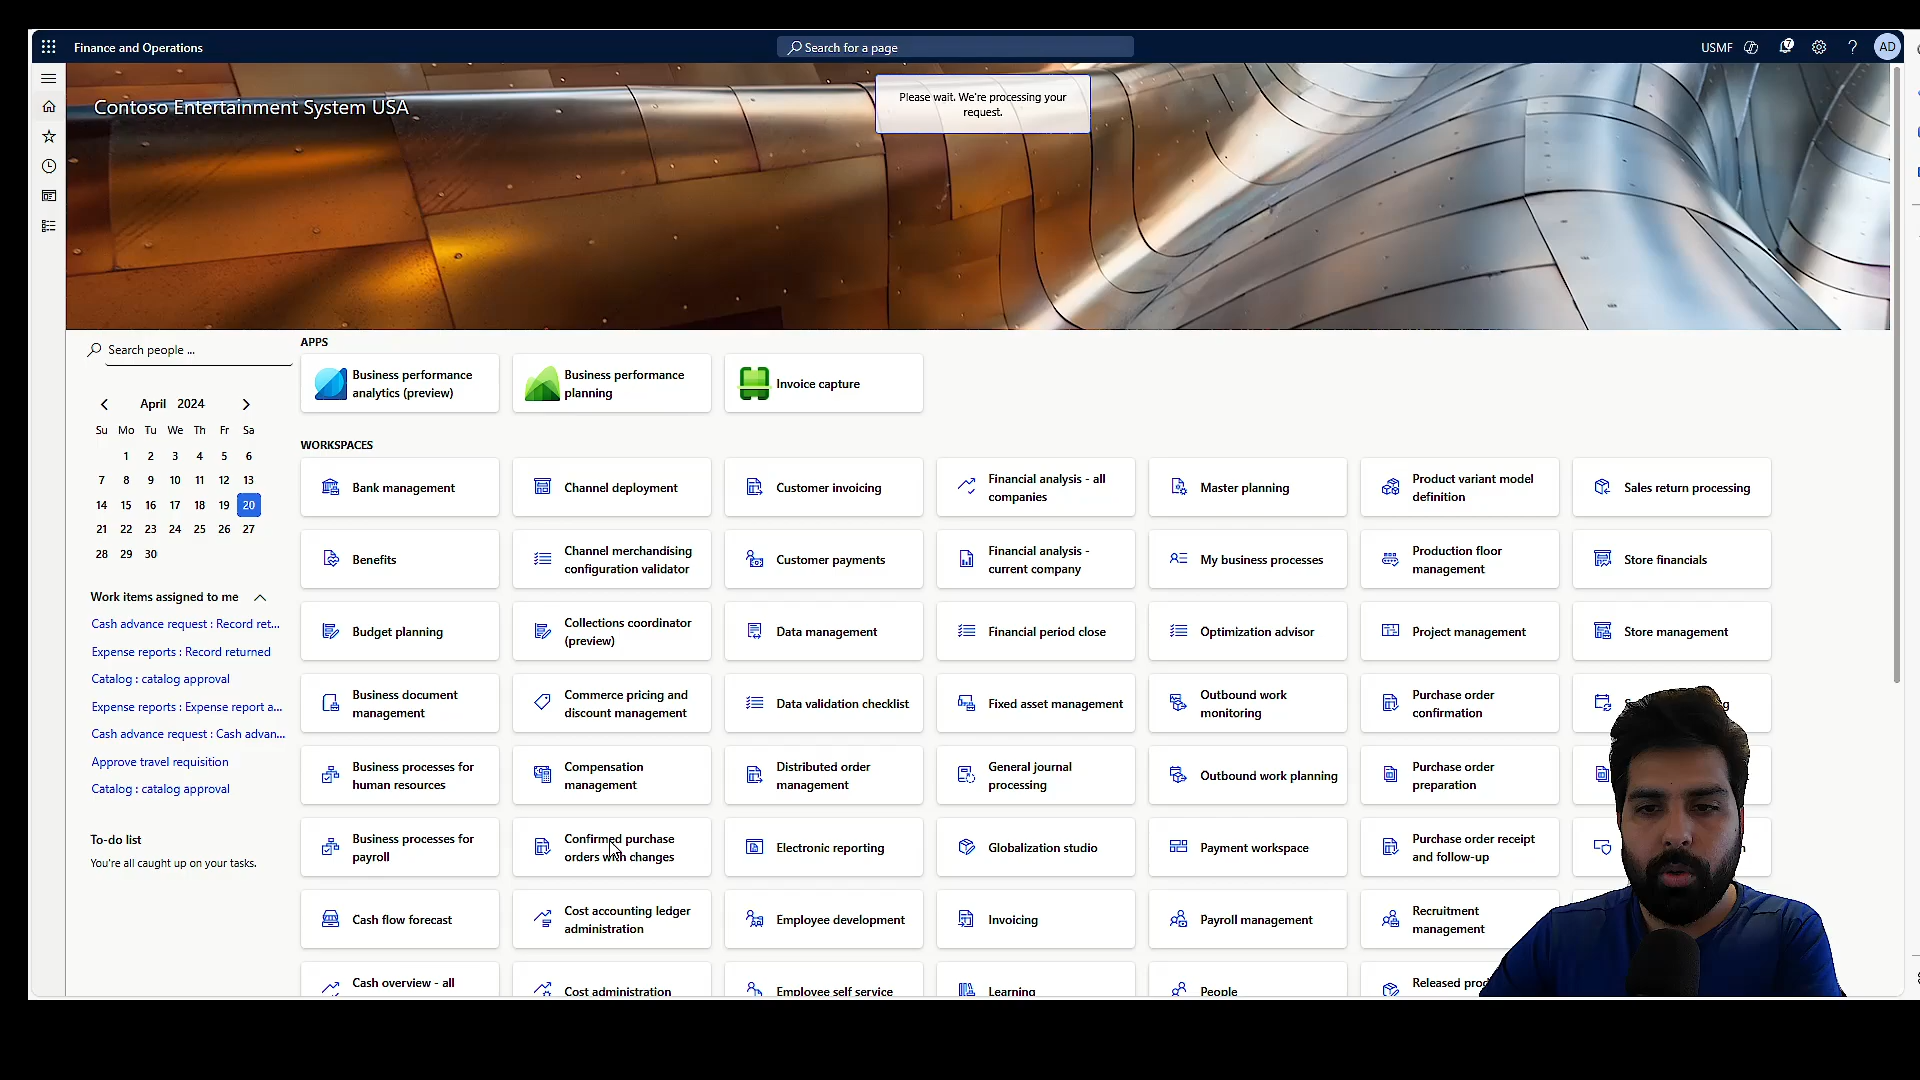 Finance and Operations
Search for a page
USMF
?
AD
Contoso Entertainment System USA
Please wait. We're processing your
request.
Search people ...
April 2024
Su Mo Tu We Th Fr Sa
1 2 3 4 5 6
7 8 9 10 11 12 13
14 15 16 17 18 19 20
21 22 23 24 25 26 27
28 29 30
Work items assigned to me
Cash advance request : Record ret...
Expense reports : Record returned
Catalog : catalog approval
Expense reports : Expense report a...
Cash advance request : Cash advan...
Approve travel requisition
Catalog : catalog approval
To-do list
You're all caught up on your tasks.
APPS
Business performance
analytics (preview)
Business performance
planning
Invoice capture
WORKSPACES
Bank management
Channel deployment
Customer invoicing
Financial analysis - all
companies
Master planning
Product variant model
definition
Sales return processing
Benefits
Channel merchandising
configuration validator
Customer payments
Financial analysis -
current company
My business processes
Production floor
management
Store financials
Budget planning
Collections coordinator
(preview)
Data management
Financial period close
Optimization advisor
Project management
Store management
Business document
management
Commerce pricing and
discount management
Data validation checklist
Fixed asset management
Outbound work
monitoring
Purchase order
confirmation
Business processes for
human resources
Compensation
management
Distributed order
management
General journal
processing
Outbound work planning
Purchase order
preparation
Business processes for
payroll
Confirmed purchase
orders with changes
Electronic reporting
Globalization studio
Payment workspace
Purchase order receipt
and follow-up
Cash flow forecast
Cost accounting ledger
administration
Employee development
Invoicing
Payroll management
Recruitment
management
Cash overview - all
Cost administration
Employee self service
Learning
People
Released